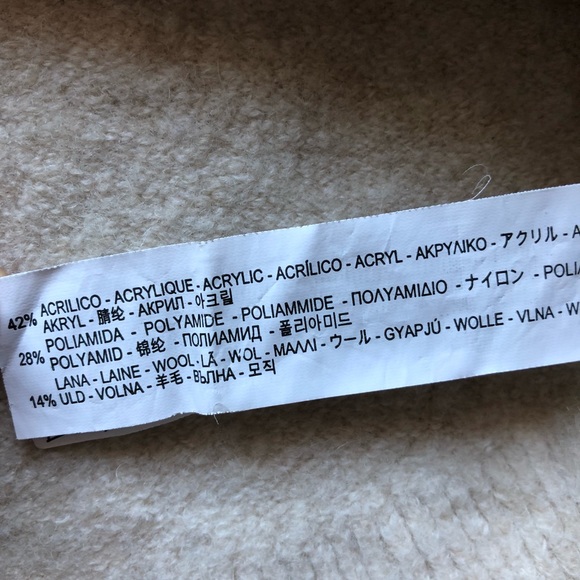 42% ACRILICO - ACRYLIQUE - ACRYLIC - ACRÍLICO - ACRYL - ΑΚΡΥΛΙΚΟ - アクリル - A
AKRYL - 腈纶 - АКРИЛ - 아크릴
POLIAMIDA - POLYAMIDE - POLIAMMIDE - ΠΟΛΥΑΜΙΔΙΟ - ナイロン - POLIA
28% POLYAMID - 锦纶 - ПОЛИАМИД - 폴리아미드
LANA - LAINE - WOOL - LÃ - WOL - ΜΑΛΛΙ - ウール - GYAPJÚ - WOLLE - VLNA - W
14% ULD - VOLNA - 羊毛 - ВЪЛНА - 모직